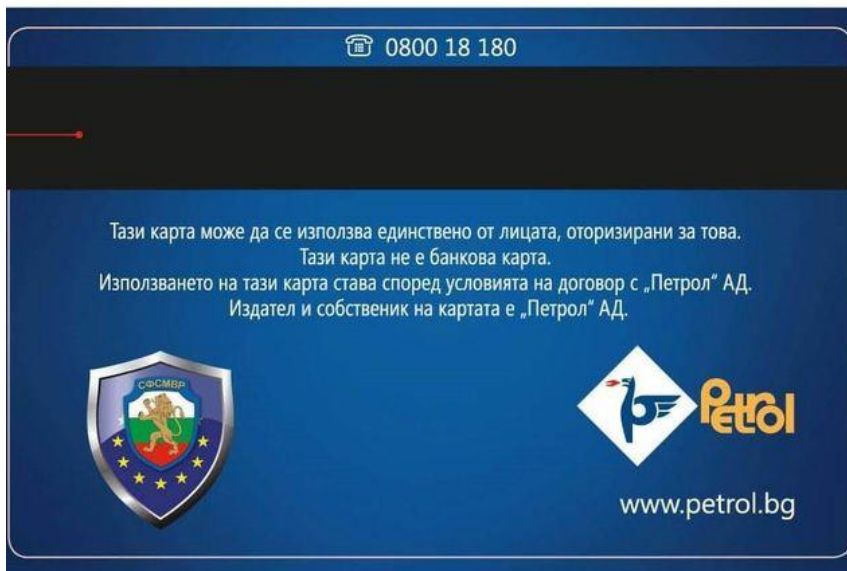 0800 18 180
Тази карта може да се използва единствено от лицата, оторизирани за това.
Тази карта не е банкова карта.
Използването на тази карта става според условията на договор с „Петрол“ АД.
Издател и собственик на картата е „Петрол“ АД.
СФСМВР
Petrol
www.petrol.bg